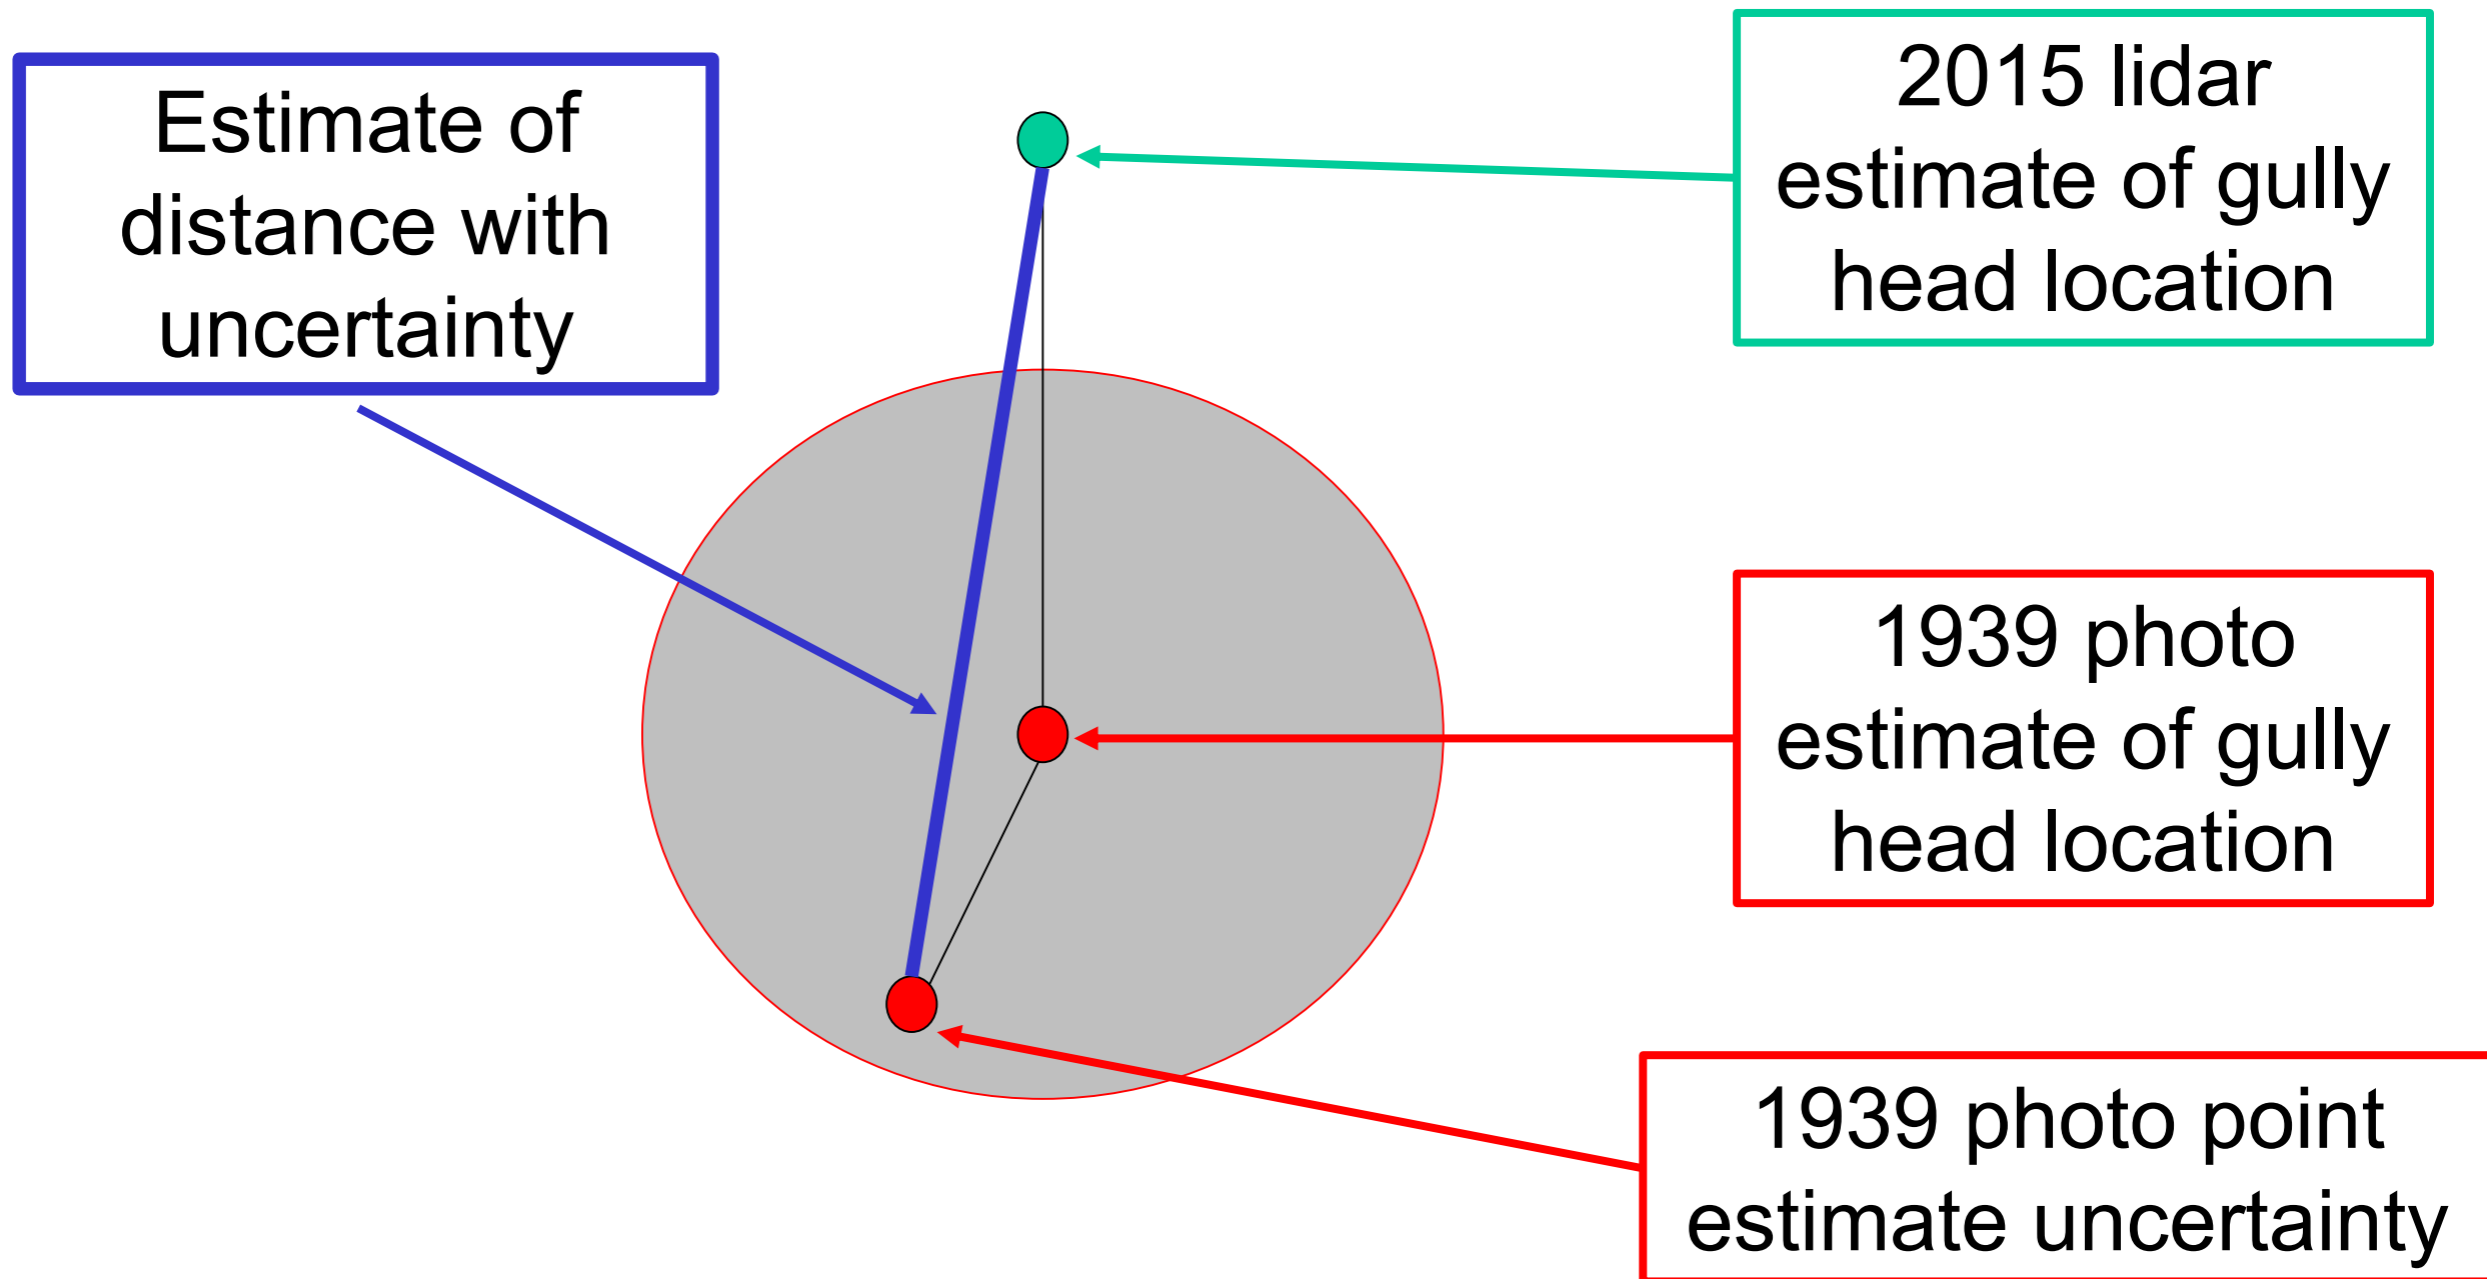 Estimate of
distance with
uncertainty
2015 lidar
estimate of gully
head location
1939 photo
estimate of gully
head location
1939 photo point
estimate uncertainty